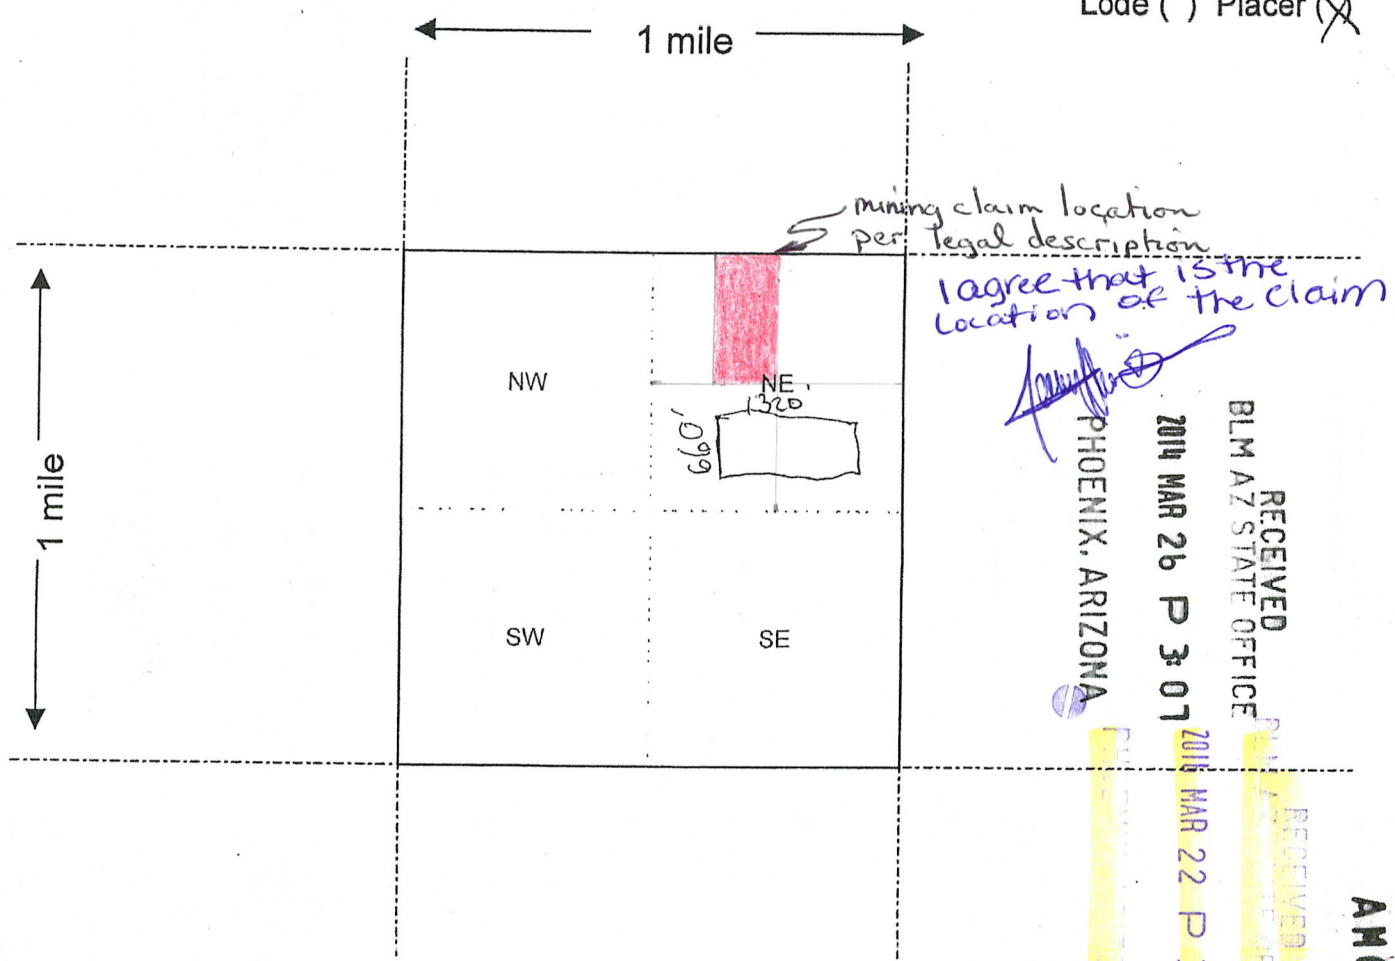 Lode ( ) Placer (X)
1 mile
mining claim location
per legal description
I agree that is the
location of the claim
1 mile
NW
NE
1320'
660'
SW
SE
RECEIVED
BLM AZ STATE OFFICE
2014 MAR 26 P 3:07
PHOENIX, ARIZONA
RECEIVED
MAR 22 P